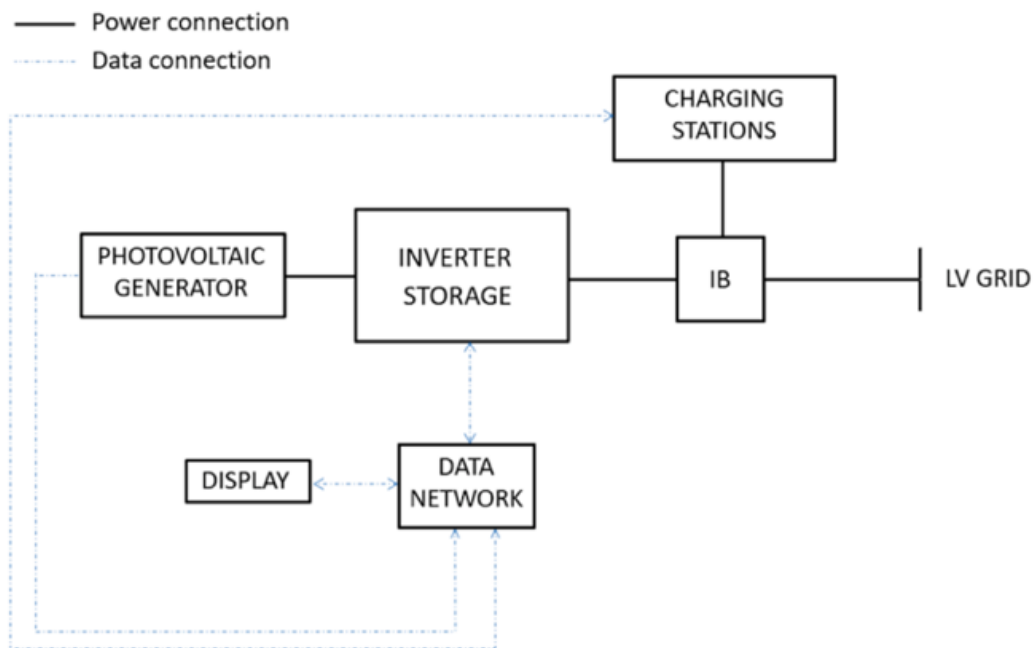 Power connection
Data connection
CHARGING
STATIONS
PHOTOVOLTAIC
GENERATOR
INVERTER
STORAGE
IB
LV GRID
DISPLAY
DATA
NETWORK